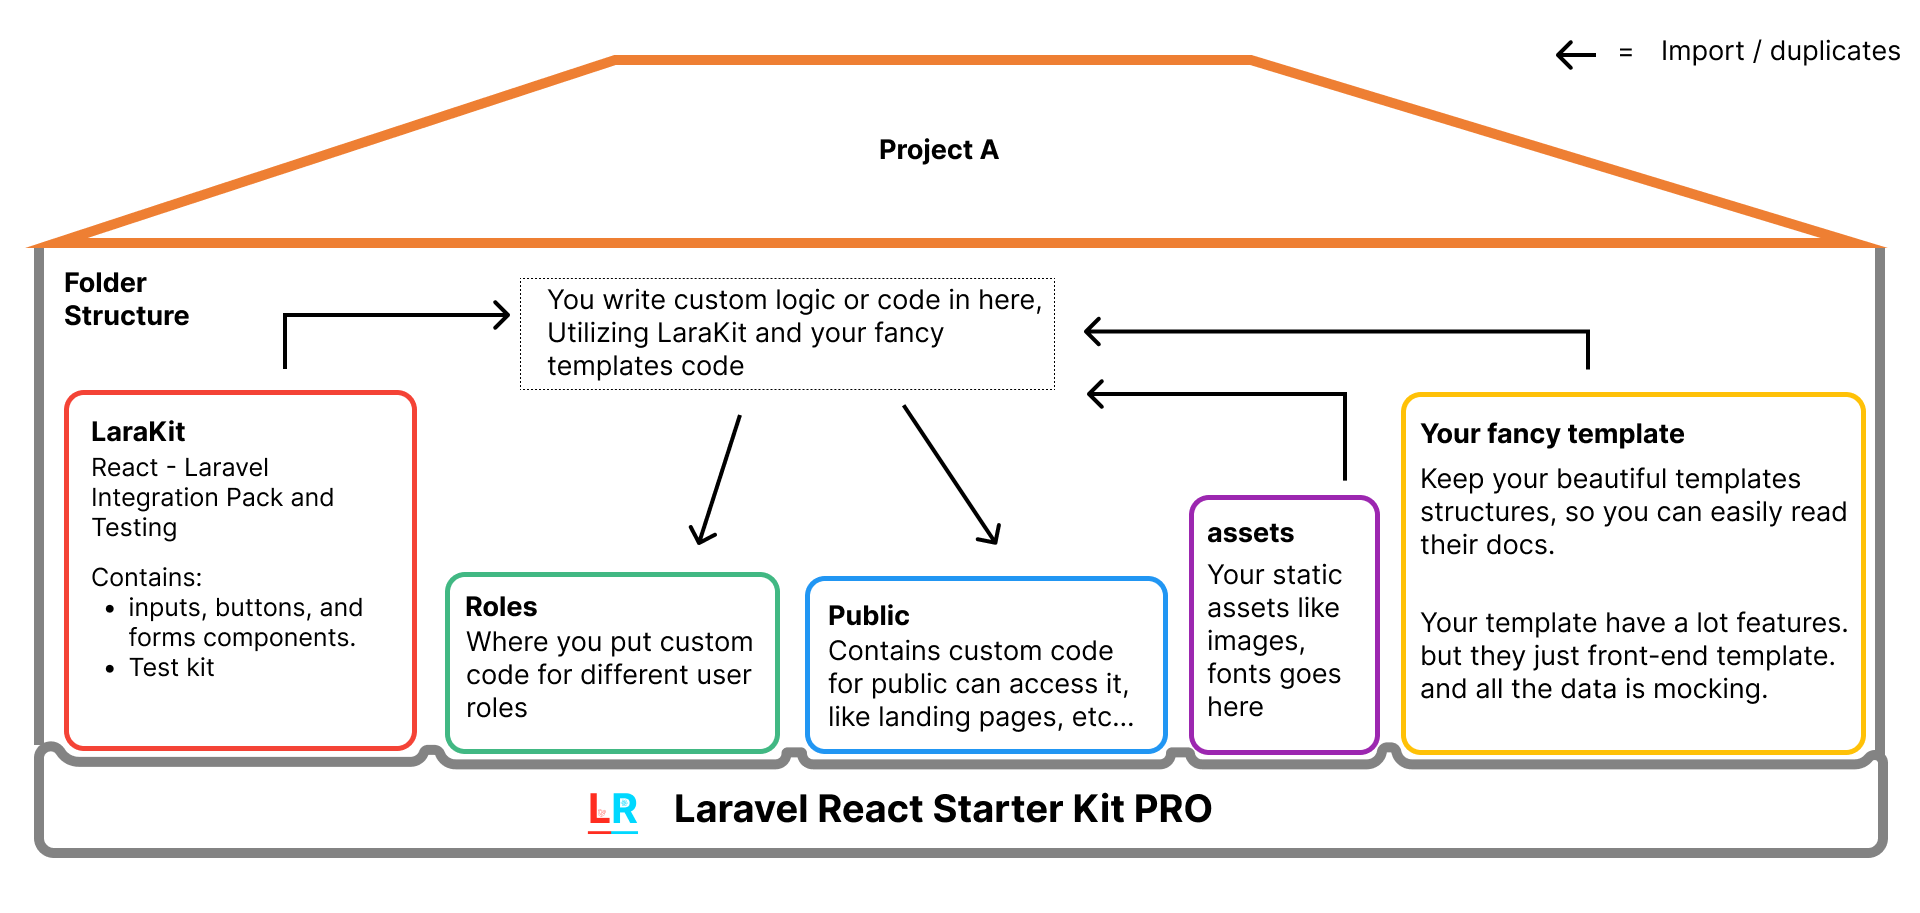 = Import / duplicates
Project A
Folder
Structure
You write custom logic or code in here,
Utilizing LaraKit and your fancy
templates code
LaraKit
React - Laravel
Integration Pack and
Testing
Contains:
• inputs, buttons, and
forms components.
• Test kit
Roles
Where you put custom
code for different user
roles
Public
Contains custom code
for public can access it,
like landing pages, etc...
assets
Your static
assets like
images,
fonts goes
here
Your fancy template
Keep your beautiful templates
structures, so you can easily read
their docs.
Your template have a lot features.
but they just front-end template.
and all the data is mocking.
LR Laravel React Starter Kit PRO